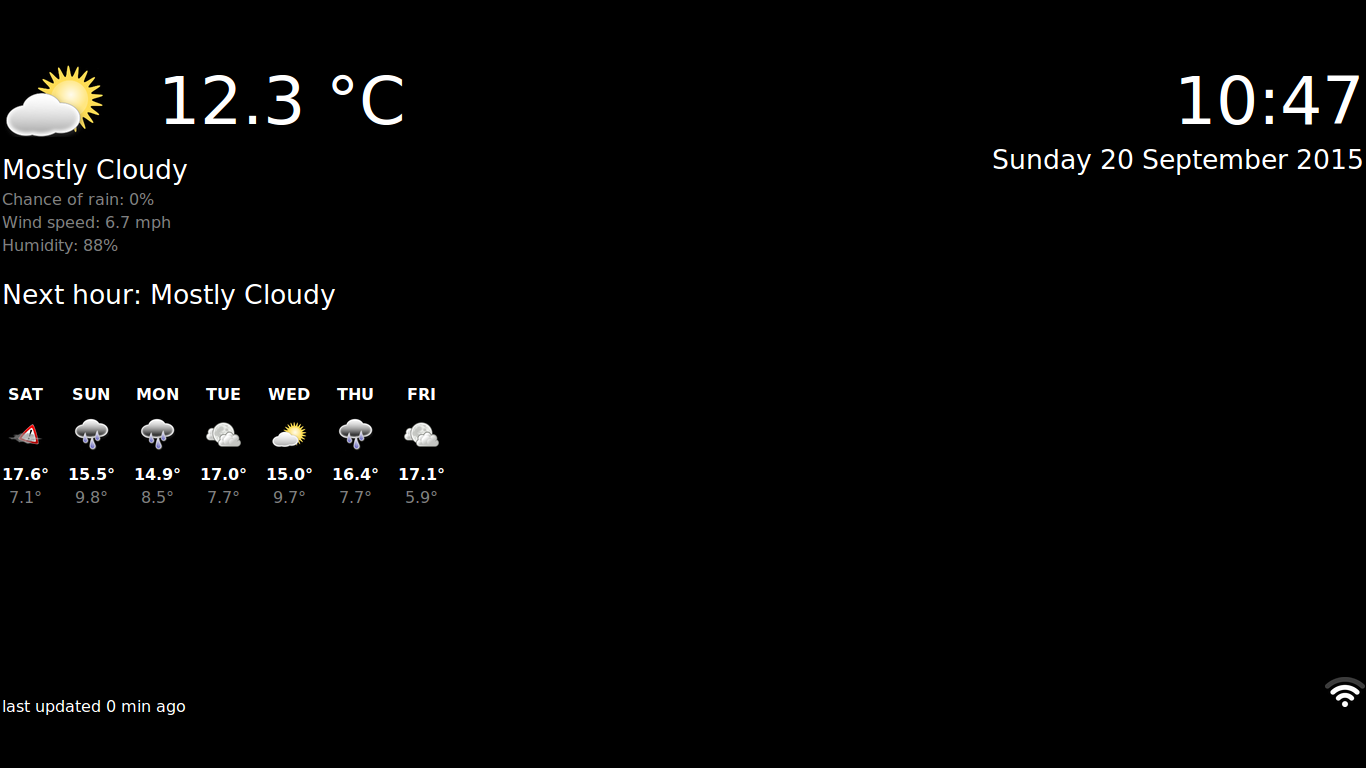 12.3 °C
10:47
Sunday 20 September 2015
Mostly Cloudy
Chance of rain: 0%
Wind speed: 6.7 mph
Humidity: 88%
Next hour: Mostly Cloudy
SAT SUN MON TUE WED THU FRI
17.6° 15.5° 14.9° 17.0° 15.0° 16.4° 17.1°
7.1° 9.8° 8.5° 7.7° 9.7° 7.7° 5.9°
last updated 0 min ago